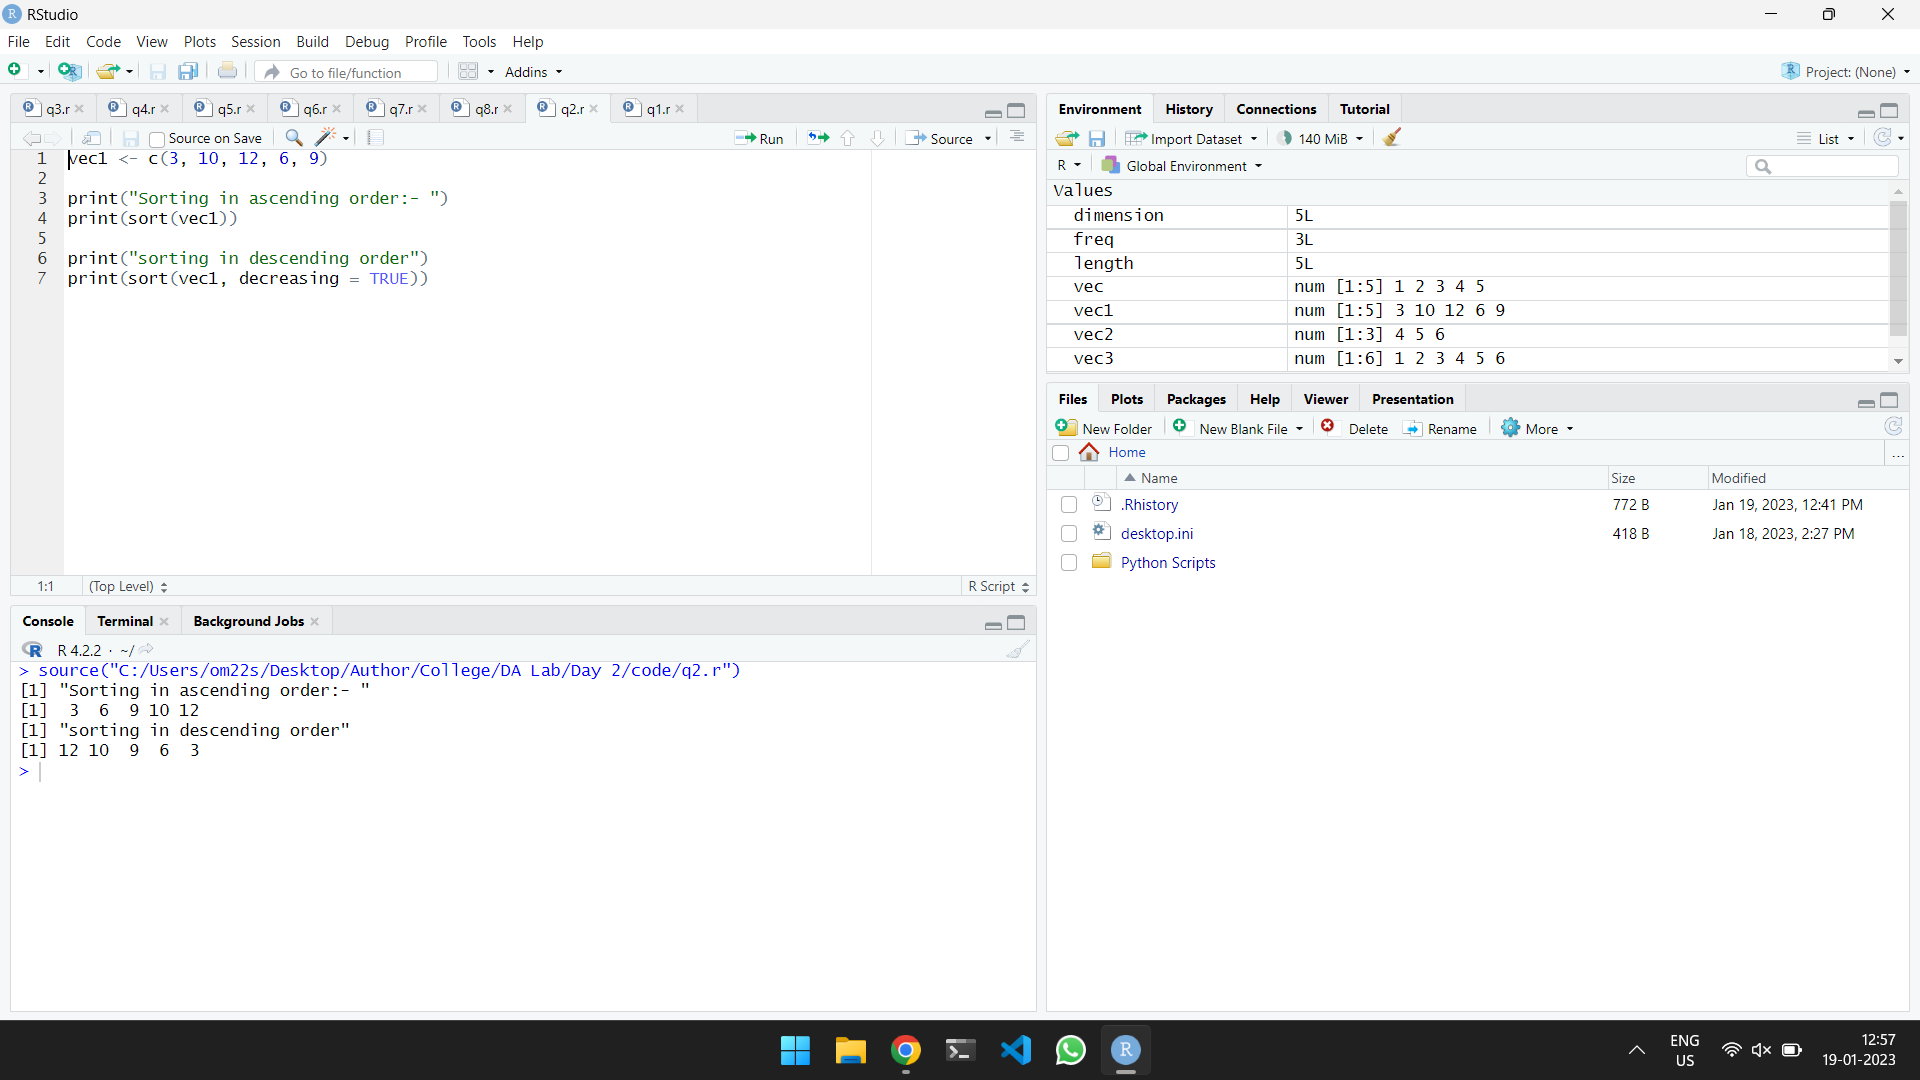 RStudio
File Edit Code View Plots Session Build Debug Profile Tools Help
Go to file/function Addins Project: (None)
q3.r q4.r q5.r q6.r q7.r q8.r q2.r q1.r
Source on Save Run Source
1 vec1 <- c(3, 10, 12, 6, 9)
2
3 print("Sorting in ascending order:- ")
4 print(sort(vec1))
5
6 print("sorting in descending order")
7 print(sort(vec1, decreasing = TRUE))
1:1 (Top Level) R Script
Console Terminal Background Jobs
R 4.2.2 · ~/
> source("C:/Users/om22s/Desktop/Author/College/DA Lab/Day 2/code/q2.r")
[1] "Sorting in ascending order:- "
[1]  3  6  9 10 12
[1] "sorting in descending order"
[1] 12 10  9  6  3
>
Environment History Connections Tutorial
Import Dataset 140 MiB List
R Global Environment
Values
dimension 5L
freq 3L
length 5L
vec num [1:5] 1 2 3 4 5
vec1 num [1:5] 3 10 12 6 9
vec2 num [1:3] 4 5 6
vec3 num [1:6] 1 2 3 4 5 6
Files Plots Packages Help Viewer Presentation
New Folder New Blank File Delete Rename More
Home ...
Name Size Modified
.Rhistory 772 B Jan 19, 2023, 12:41 PM
desktop.ini 418 B Jan 18, 2023, 2:27 PM
Python Scripts
ENG 12:57
US 19-01-2023